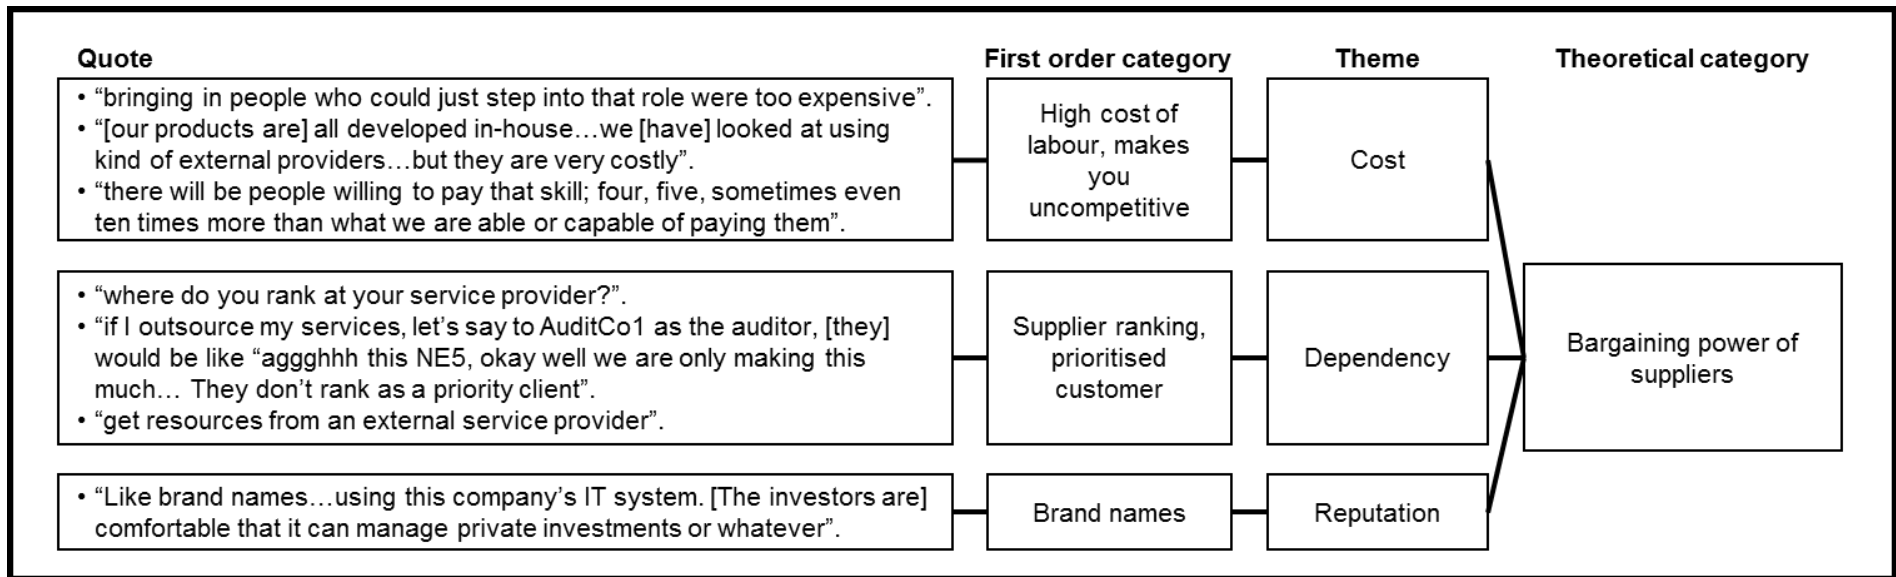 Quote First order category Theme Theoretical category
• “bringing in people who could just step into that role were too expensive”.
• “[our products are] all developed in-house…we [have] looked at using
kind of external providers…but they are very costly”.
• “there will be people willing to pay that skill; four, five, sometimes even
ten times more than what we are able or capable of paying them”.
High cost of
labour, makes
you
uncompetitive
Cost
• “where do you rank at your service provider?”.
• “if I outsource my services, let’s say to AuditCo1 as the auditor, [they]
would be like “aggghhh this NE5, okay well we are only making this
much… They don’t rank as a priority client”.
• “get resources from an external service provider”.
Supplier ranking,
prioritised
customer
Dependency
Bargaining power of
suppliers
• “Like brand names…using this company’s IT system. [The investors are]
comfortable that it can manage private investments or whatever”.
Brand names
Reputation